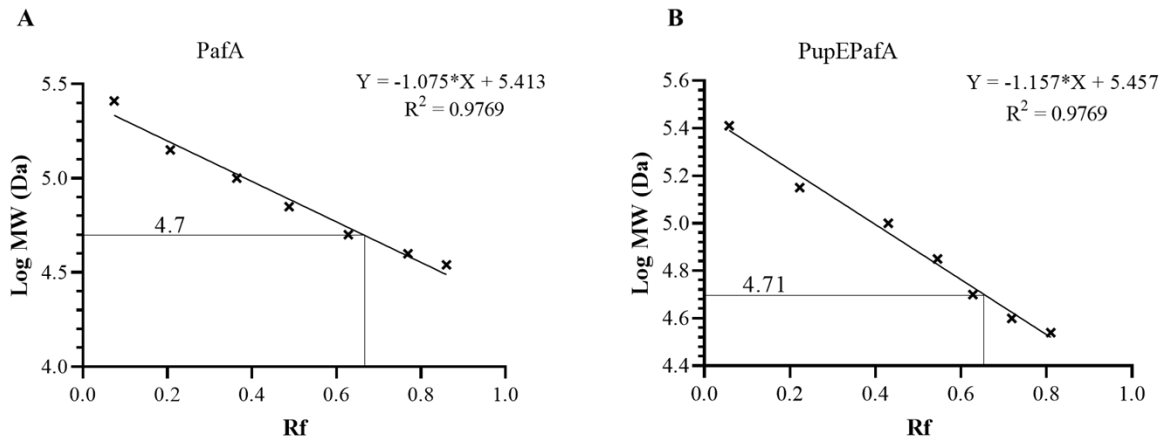 A
PafA
Y = -1.075*X + 5.413
R² = 0.9769
5.5
5.0
4.5
4.0
Log MW (Da)
4.7
0.0 0.2 0.4 0.6 0.8 1.0
Rf
B
PupEPafA
Y = -1.157*X + 5.457
R² = 0.9769
5.6
5.4
5.2
5.0
4.8
4.6
4.4
Log MW (Da)
4.71
0.0 0.2 0.4 0.6 0.8 1.0
Rf